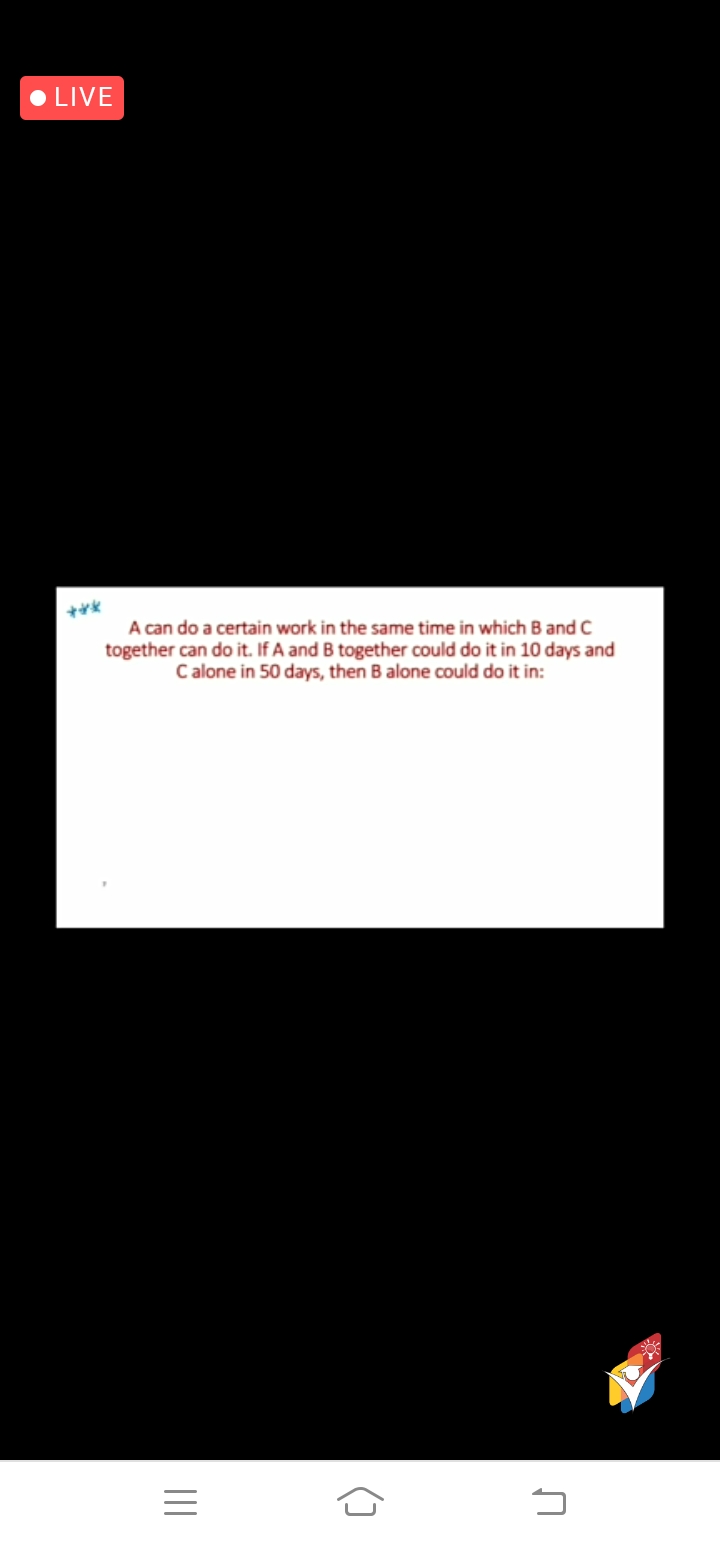 LIVE
***
A can do a certain work in the same time in which B and C
together can do it. If A and B together could do it in 10 days and
C alone in 50 days, then B alone could do it in: